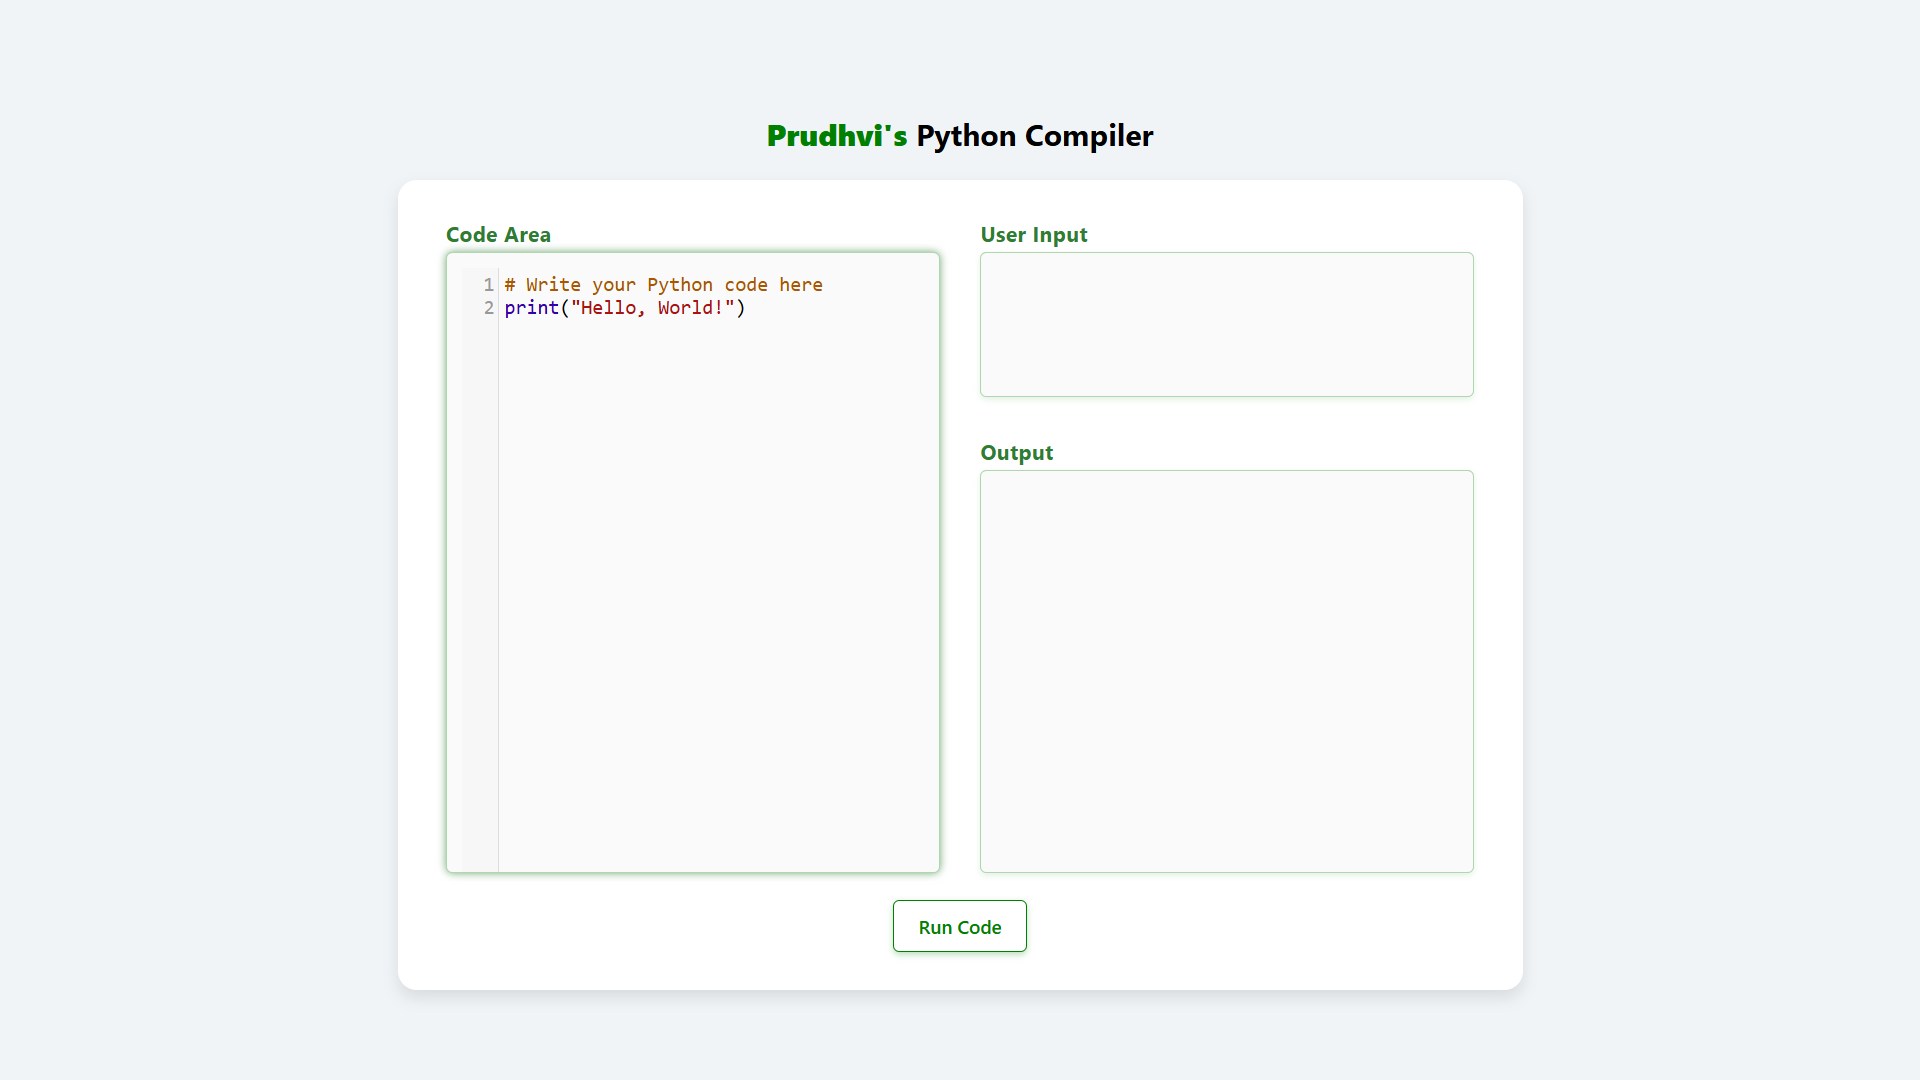 Prudhvi's Python Compiler
Code Area
1 # Write your Python code here
2 print("Hello, World!")
User Input
Output
Run Code